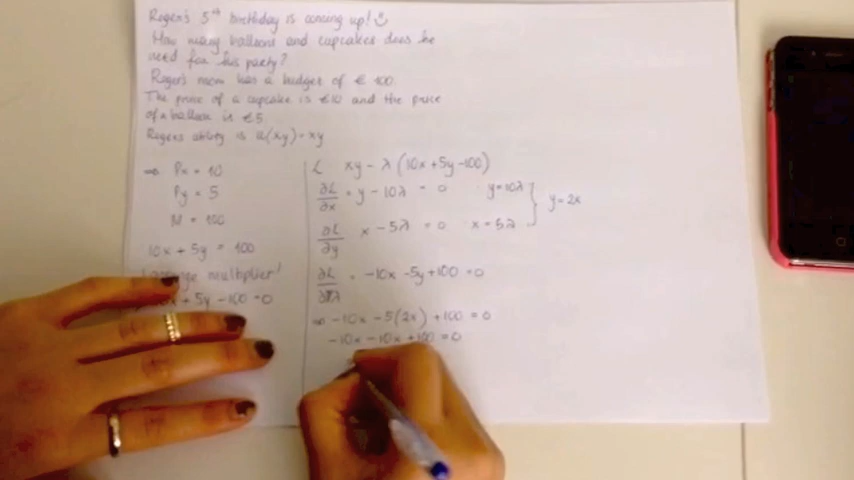 Roger's 5th birthday is coming up! ☺
How many balloons and cupcakes does he
need for his party?
Roger's mom has a budget of € 100.
The price of a cupcake is €10 and the price
of a balloon is €5
Rogers utility is u(xy) = xy
⇒ Px = 10
Py = 5
M = 100
10x + 5y = 100
Lagrange multiplier!
+ 5y - 100 = 0
L xy - λ (10x + 5y - 100)
∂L/∂x = y - 10λ = 0 y = 10λ
∂L/∂y x - 5λ = 0 x = 5λ } y = 2x
∂L/∂λ = -10x - 5y + 100 = 0
⇒ -10x - 5(2x) + 100 = 0
-10x - 10x + 100 = 0